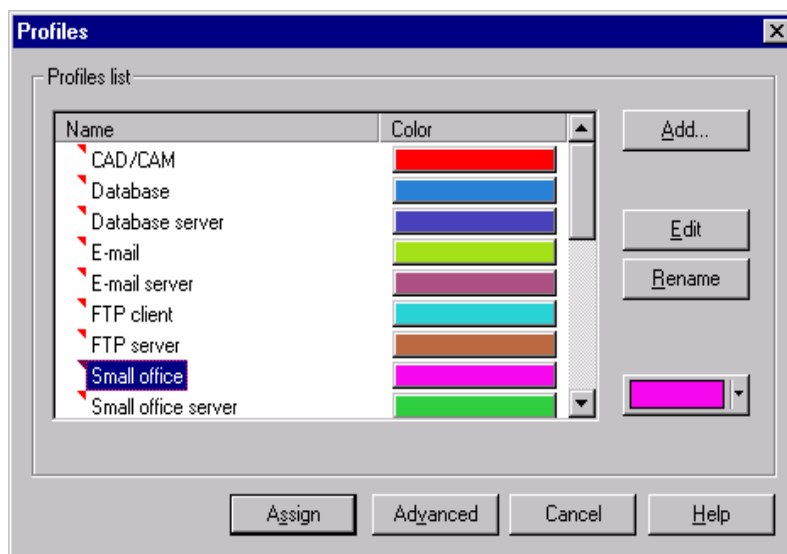 Profiles
Profiles list
Name Color
CAD/CAM
Database
Database server
E-mail
E-mail server
FTP client
FTP server
Small office
Small office server
Add...
Edit
Rename
Assign Advanced Cancel Help